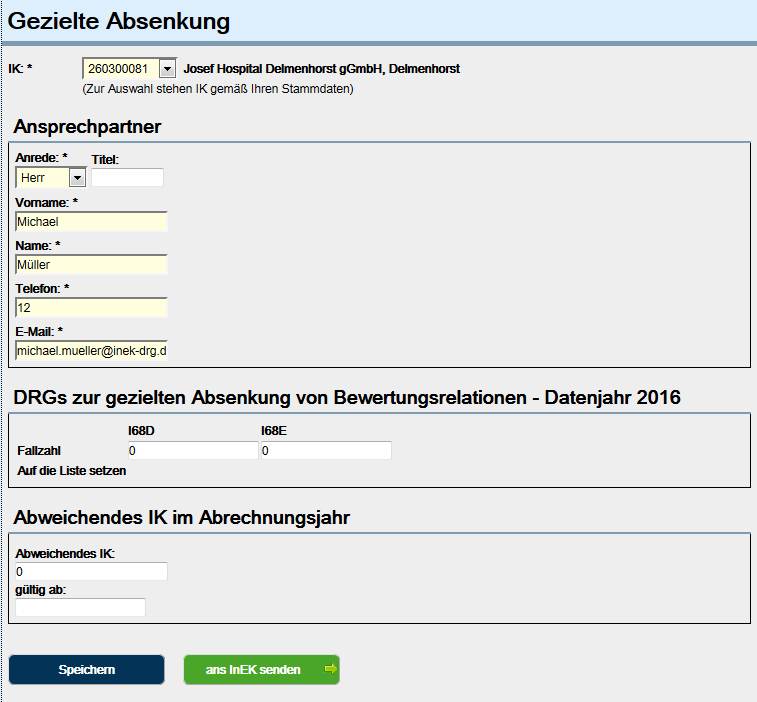 Gezielte Absenkung
IK: * 260300081 Josef Hospital Delmenhorst gGmbH, Delmenhorst
(Zur Auswahl stehen IK gemäß Ihren Stammdaten)
Ansprechpartner
Anrede: * Titel:
Herr
Vorname: *
Michael
Name: *
Müller
Telefon: *
12
E-Mail: *
michael.mueller@inek-drg.d
DRGs zur gezielten Absenkung von Bewertungsrelationen - Datenjahr 2016
I68D I68E
Fallzahl 0 0
Auf die Liste setzen
Abweichendes IK im Abrechnungsjahr
Abweichendes IK:
0
gültig ab:
Speichern ans InEK senden